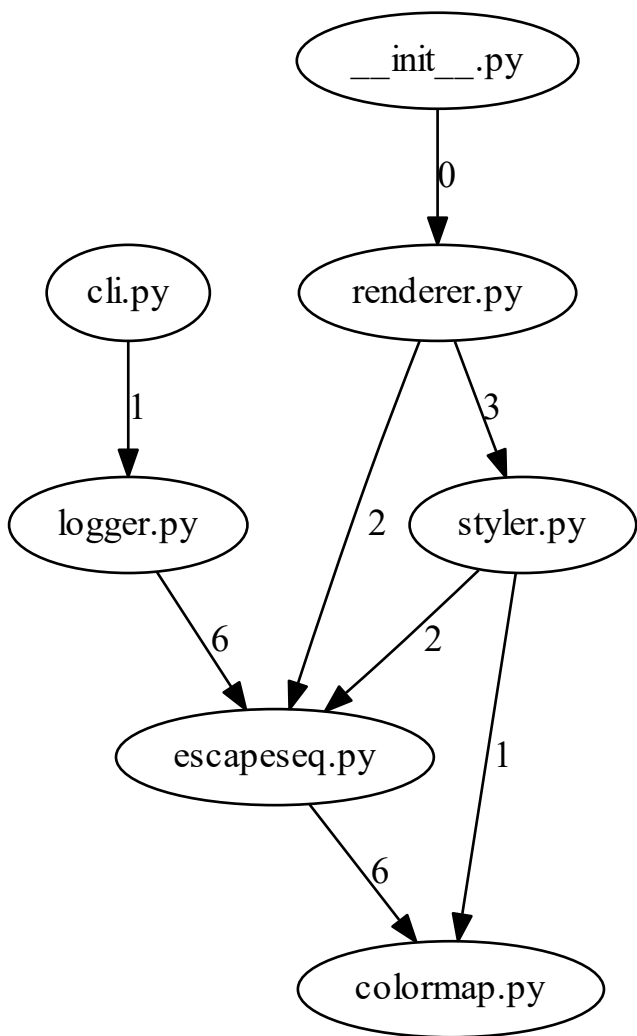 __init__.py
0
cli.py
renderer.py
1
3
logger.py
2
styler.py
6
2
escapeseq.py
1
6
colormap.py